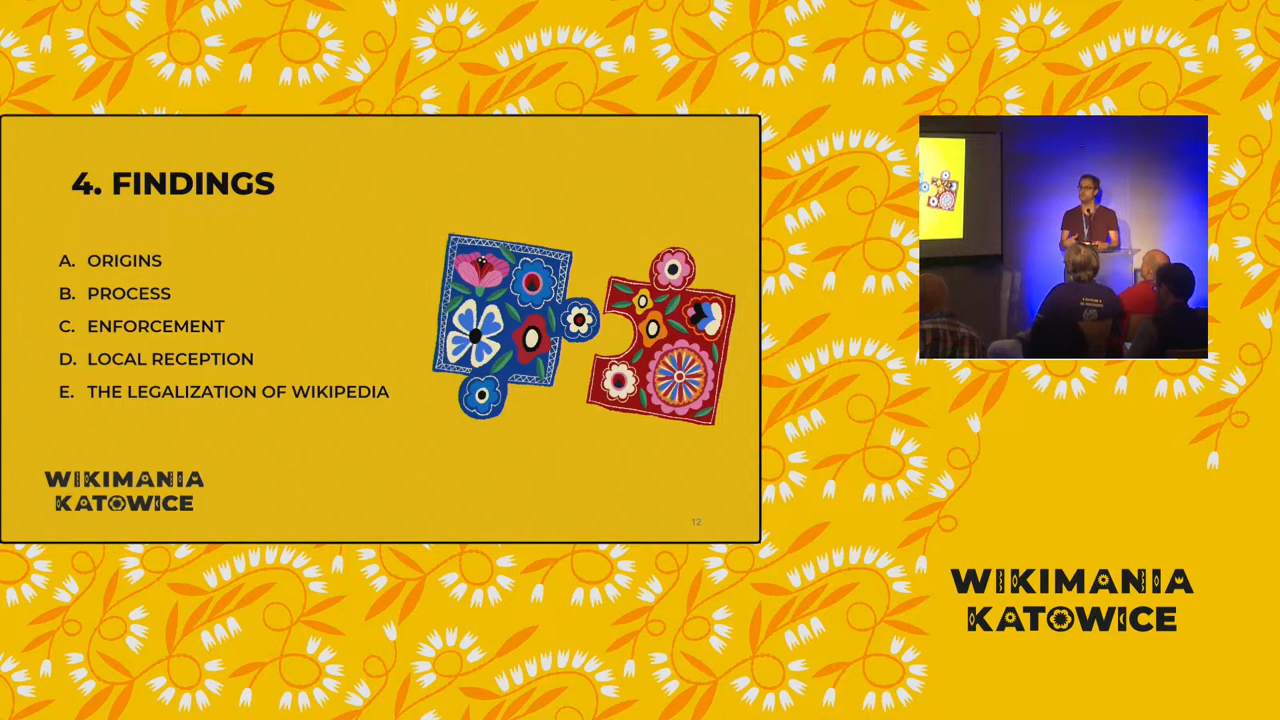 4. FINDINGS
A. ORIGINS
B. PROCESS
C. ENFORCEMENT
D. LOCAL RECEPTION
E. THE LEGALIZATION OF WIKIPEDIA
WIKIMANIA
KATOWICE
12
WIKIMANIA
KATOWICE